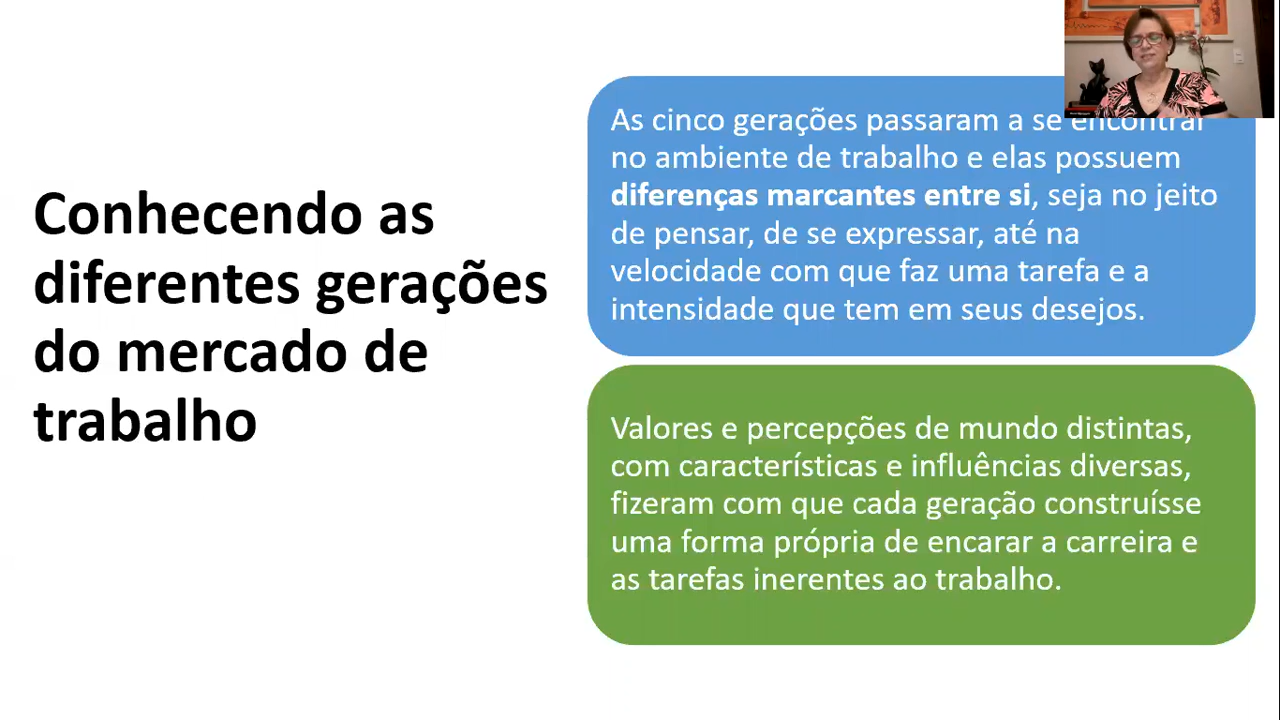 Conhecendo as
diferentes gerações
do mercado de
trabalho
As cinco gerações passaram a se encontrar
no ambiente de trabalho e elas possuem
diferenças marcantes entre si, seja no jeito
de pensar, de se expressar, até na
velocidade com que faz uma tarefa e a
intensidade que tem em seus desejos.
Valores e percepções de mundo distintas,
com características e influências diversas,
fizeram com que cada geração construísse
uma forma própria de encarar a carreira e
as tarefas inerentes ao trabalho.